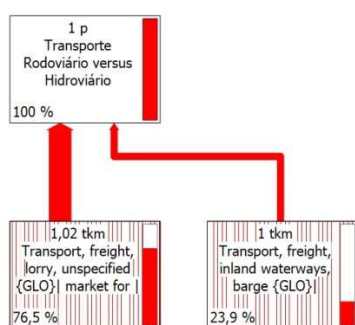 1 p
Transporte
Rodoviário versus
Hidroviário
100 %
1,02 tkm
Transport, freight,
lorry, unspecified
{GLO}| market for |
76,5 %
1 tkm
Transport, freight,
inland waterways,
barge {GLO}|
23,9 %